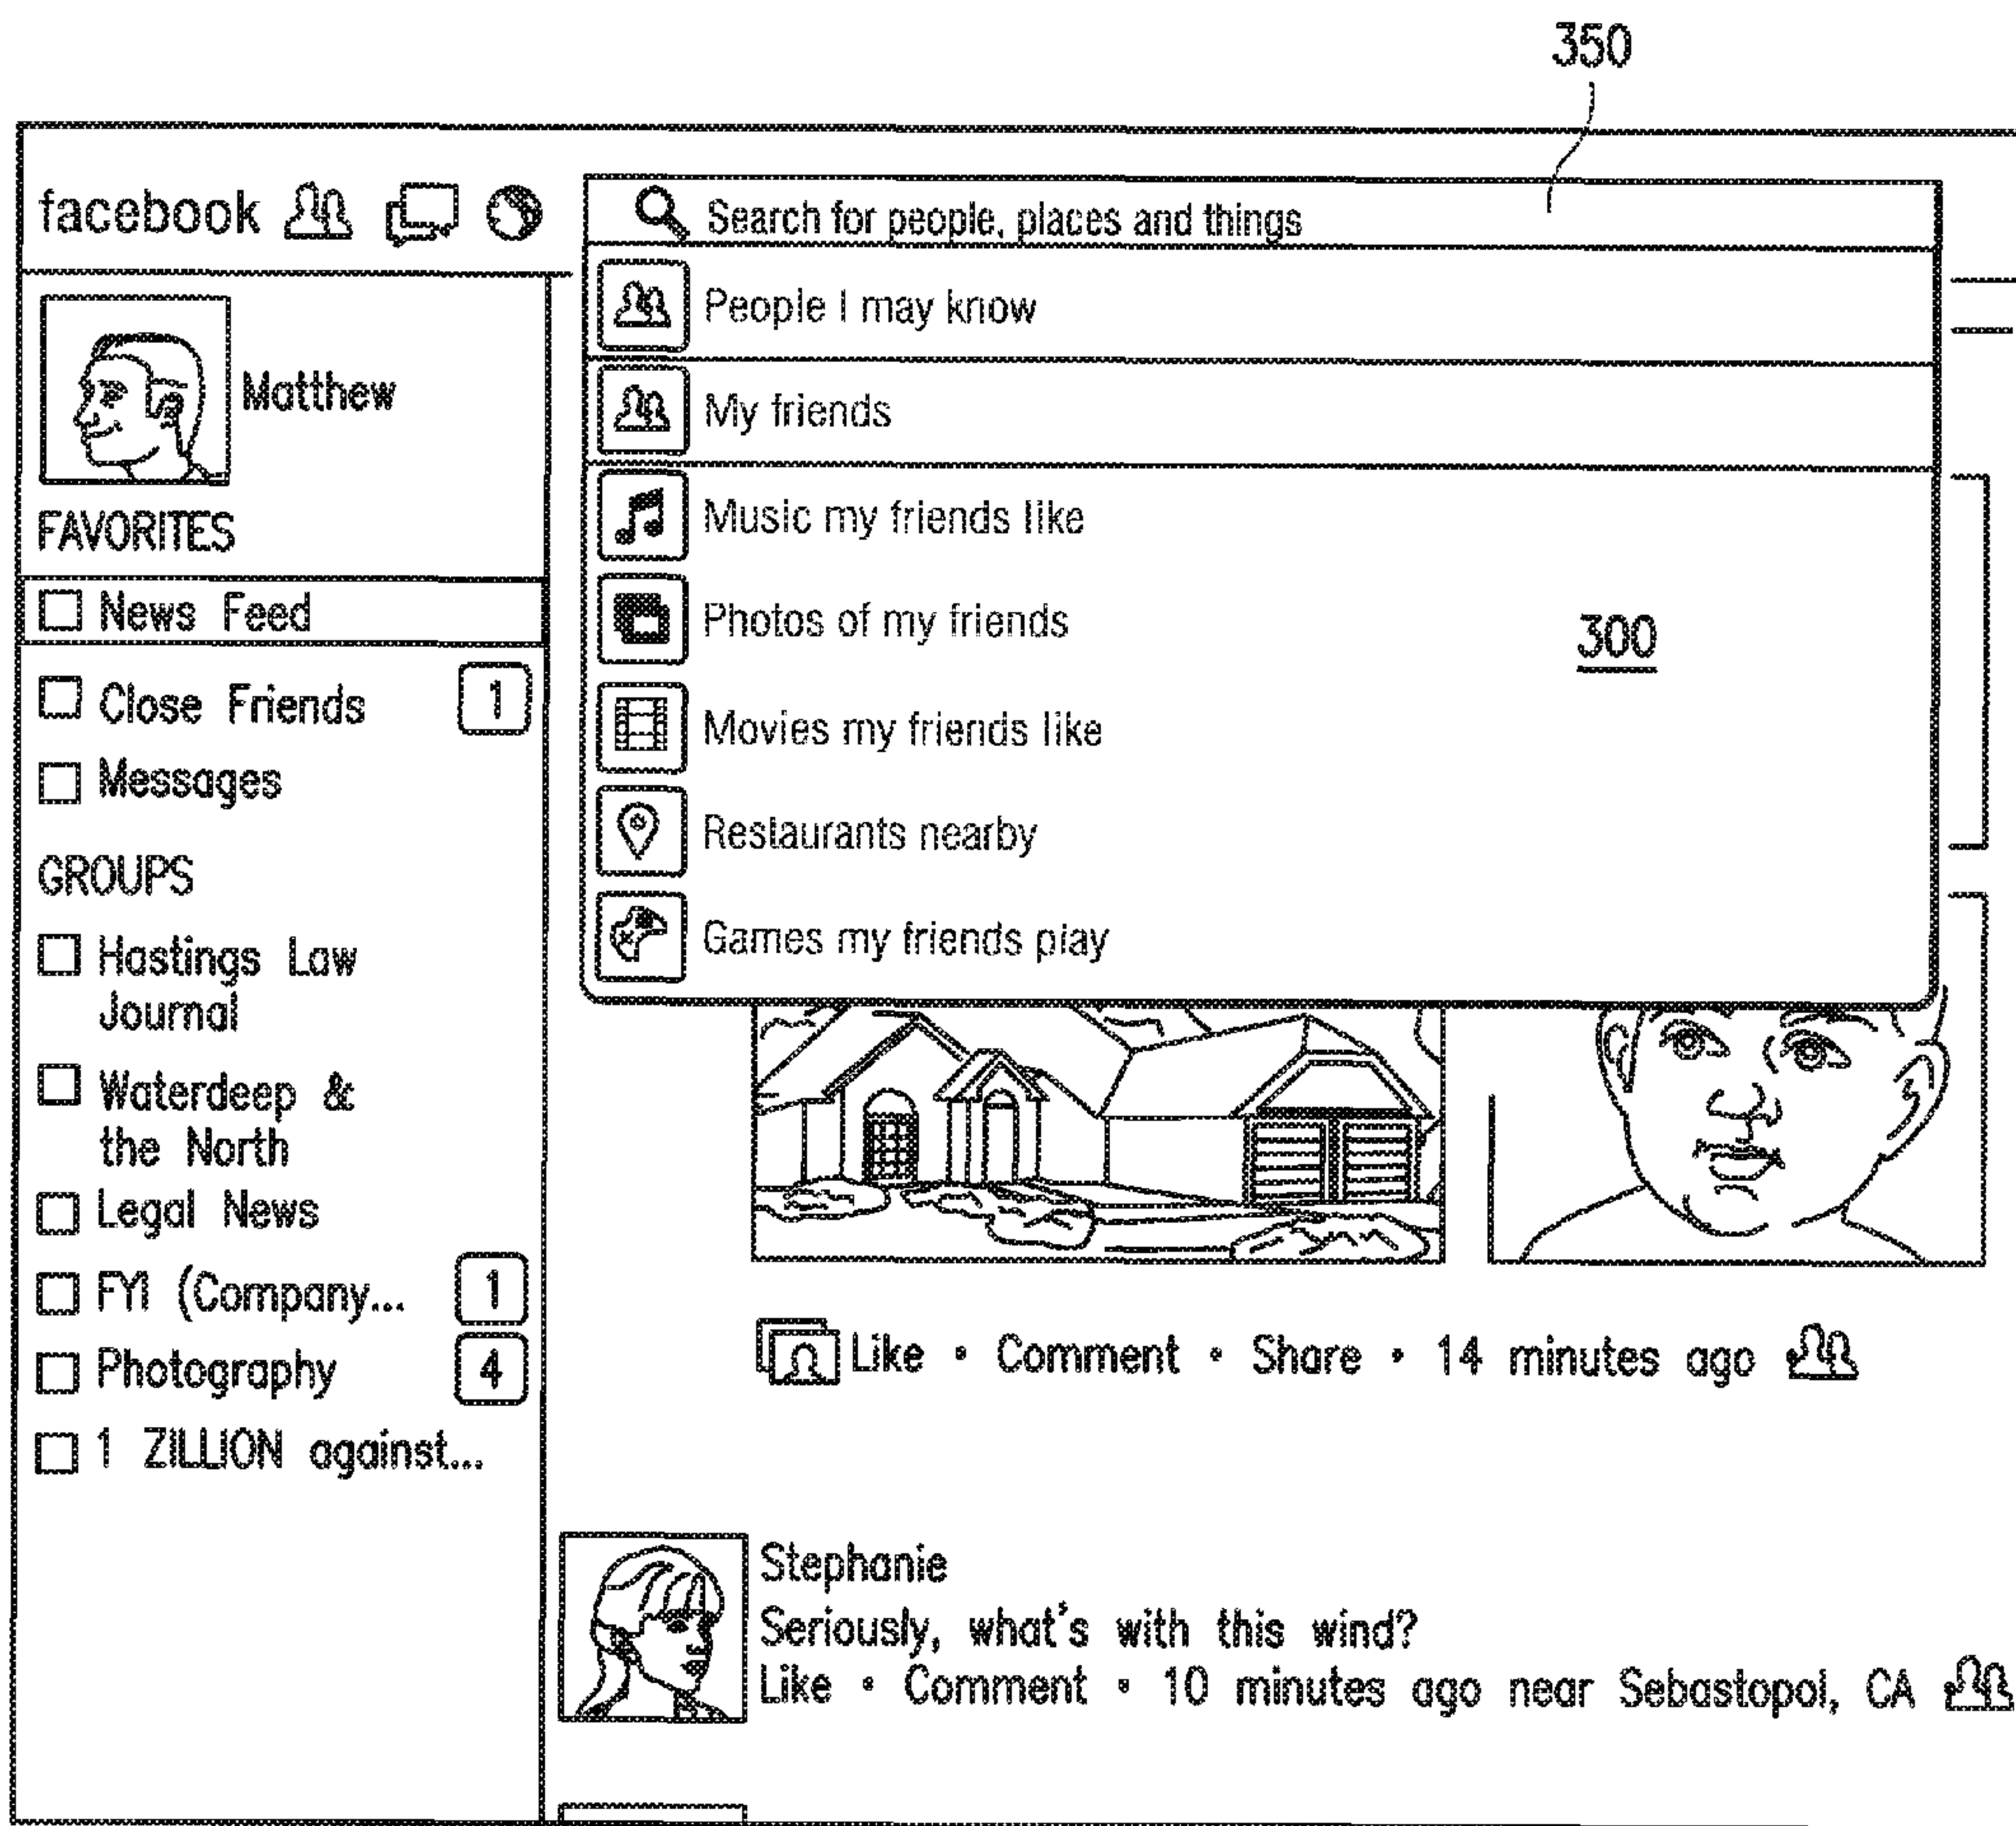 350
facebook
Search for people, places and things
People I may know
My friends
Music my friends like
Photos of my friends
300
Movies my friends like
Restaurants nearby
Games my friends play
Matthew
FAVORITES
News Feed
Close Friends 1
Messages
GROUPS
Hastings Law
Journal
Waterdeep &
the North
Legal News
FYI (Company... 1
Photography 4
1 ZILLION against...
Like • Comment • Share • 14 minutes ago
Stephanie
Seriously, what's with this wind?
Like • Comment • 10 minutes ago near Sebastopol, CA